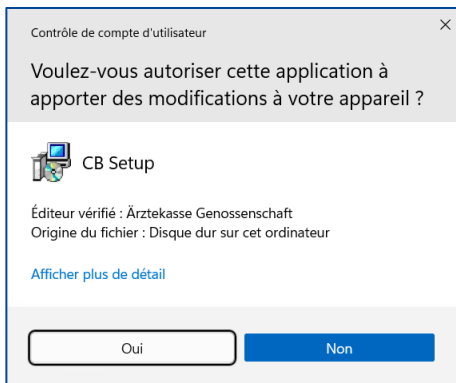 Contrôle de compte d'utilisateur
Voulez-vous autoriser cette application à
apporter des modifications à votre appareil ?
CB Setup
Éditeur vérifié : Ärztekasse Genossenschaft
Origine du fichier : Disque dur sur cet ordinateur
Afficher plus de détail
Oui
Non